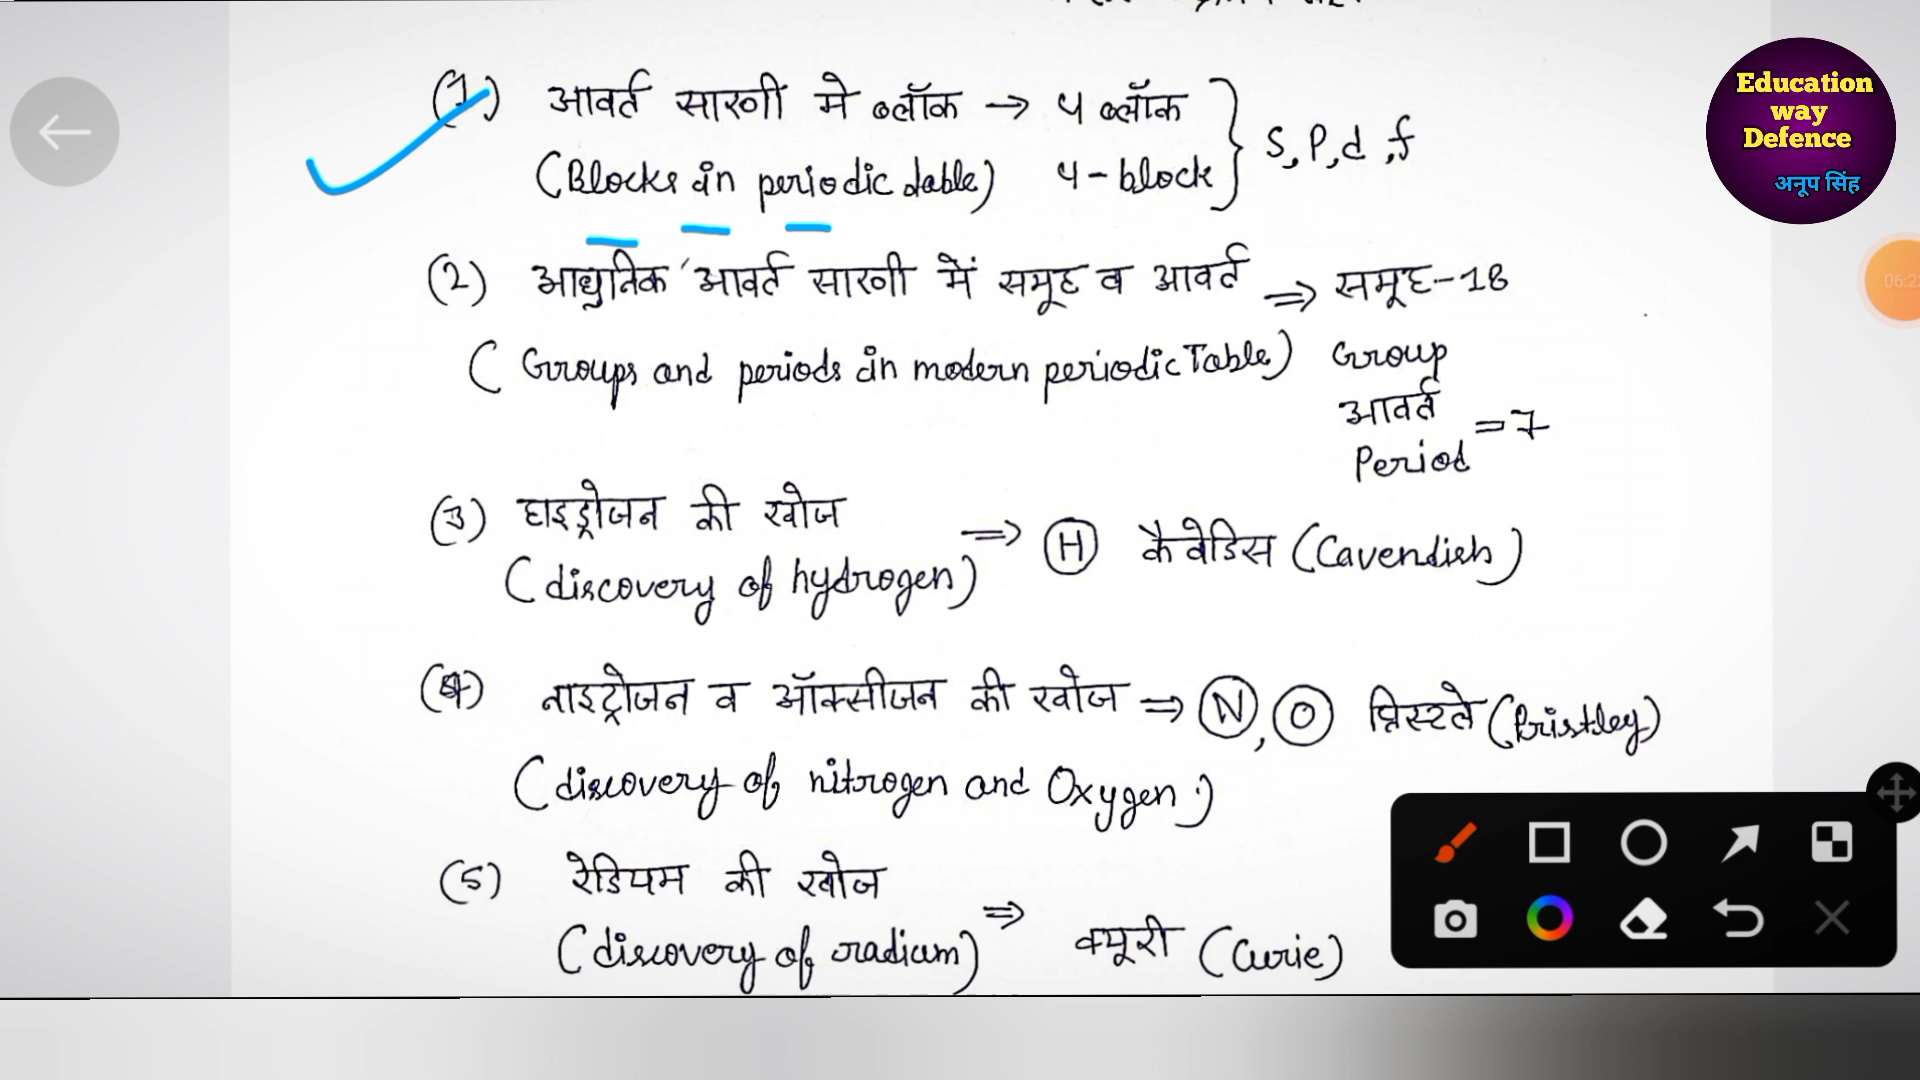 (1) आवर्त सारणी मे ब्लॉक → 4 ब्लॉक
(Blocks in periodic table) 4-block } S, P, d, f
(2) आधुनिक आवर्त सारणी में समूह व आवर्त ⇒ समूह-18
(Groups and periods in modern periodic Table) Group
आवर्त
Period = 7
(3) हाइड्रोजन की खोज
(discovery of hydrogen) ⇒ H कैवेडिस (Cavendish)
(4) नाइट्रोजन व ऑक्सीजन की खोज ⇒ N, O प्रिस्टले (Pristley)
(discovery of nitrogen and Oxygen.)
(5) रेडियम की खोज
(discovery of radium) ⇒ क्यूरी (Curie)
Education
way
Defence
अनूप सिंह